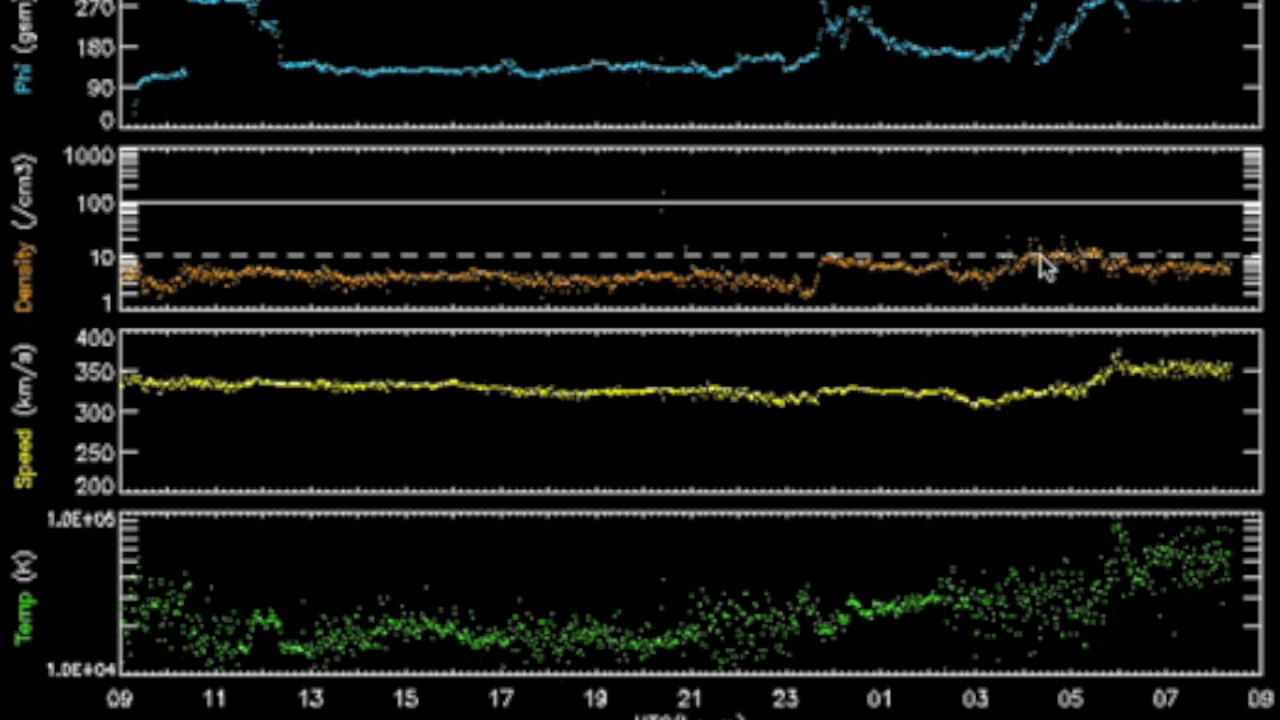 Phi (gsm)
270
180
90
0
Density (/cm3)
1000
100
10
1
Speed (km/s)
400
350
300
250
200
Temp (K)
1.0E+05
1.0E+04
09 11 13 15 17 19 21 23 01 03 05 07 09